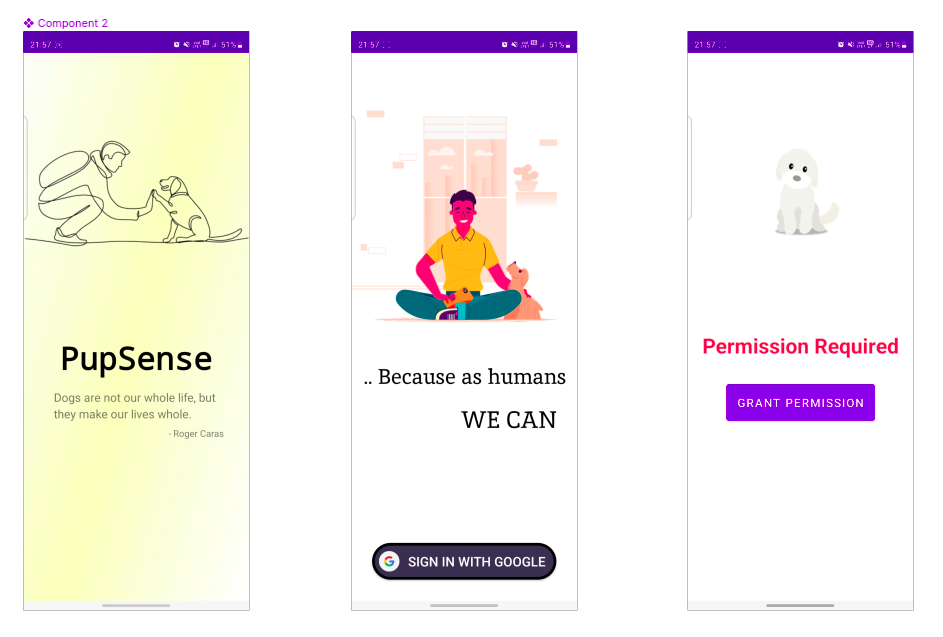 Component 2
21:57
51%
PupSense
Dogs are not our whole life, but
they make our lives whole.
- Roger Caras
21:57
51%
.. Because as humans
WE CAN
G SIGN IN WITH GOOGLE
21:57
51%
Permission Required
GRANT PERMISSION